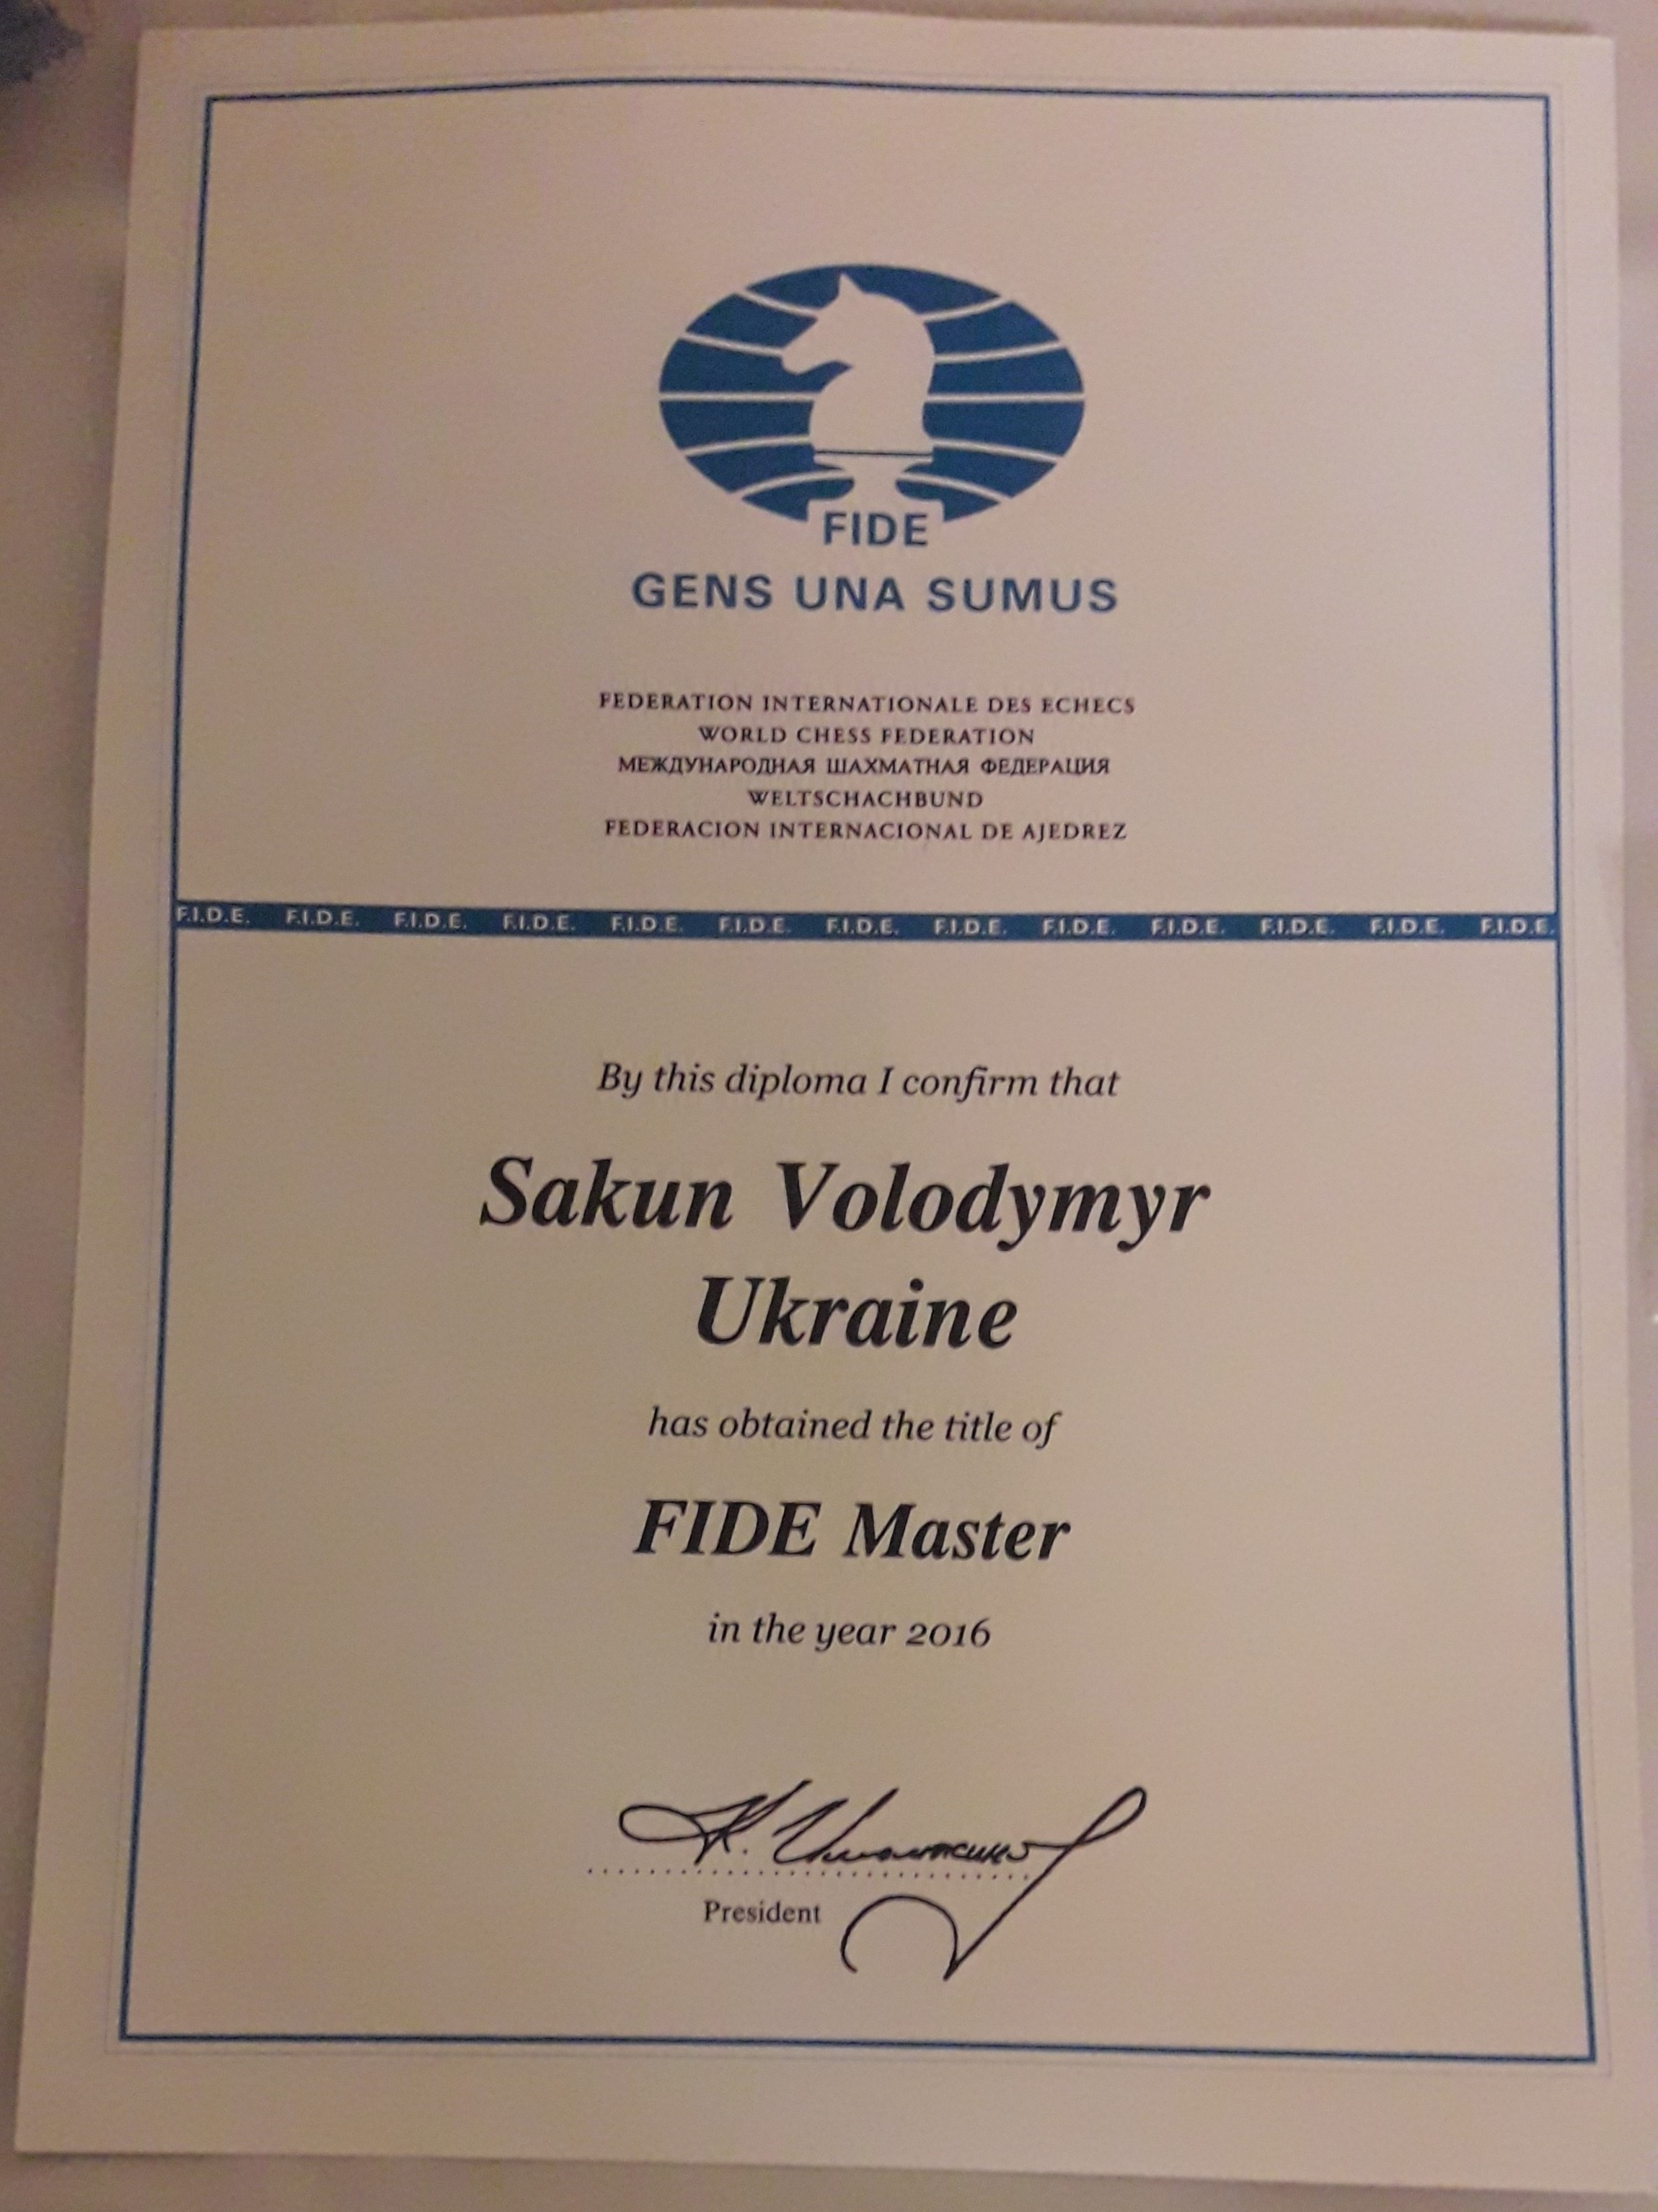 FIDE
GENS UNA SUMUS
FEDERATION INTERNATIONALE DES ECHECS
WORLD CHESS FEDERATION
МЕЖДУНАРОДНАЯ ШАХМАТНАЯ ФЕДЕРАЦИЯ
WELTSCHACHBUND
FEDERACION INTERNACIONAL DE AJEDREZ
F.I.D.E. F.I.D.E. F.I.D.E. F.I.D.E. F.I.D.E. F.I.D.E. F.I.D.E. F.I.D.E. F.I.D.E. F.I.D.E. F.I.D.E. F.I.D.E. F.I.D.E.
By this diploma I confirm that
Sakun Volodymyr
Ukraine
has obtained the title of
FIDE Master
in the year 2016
President